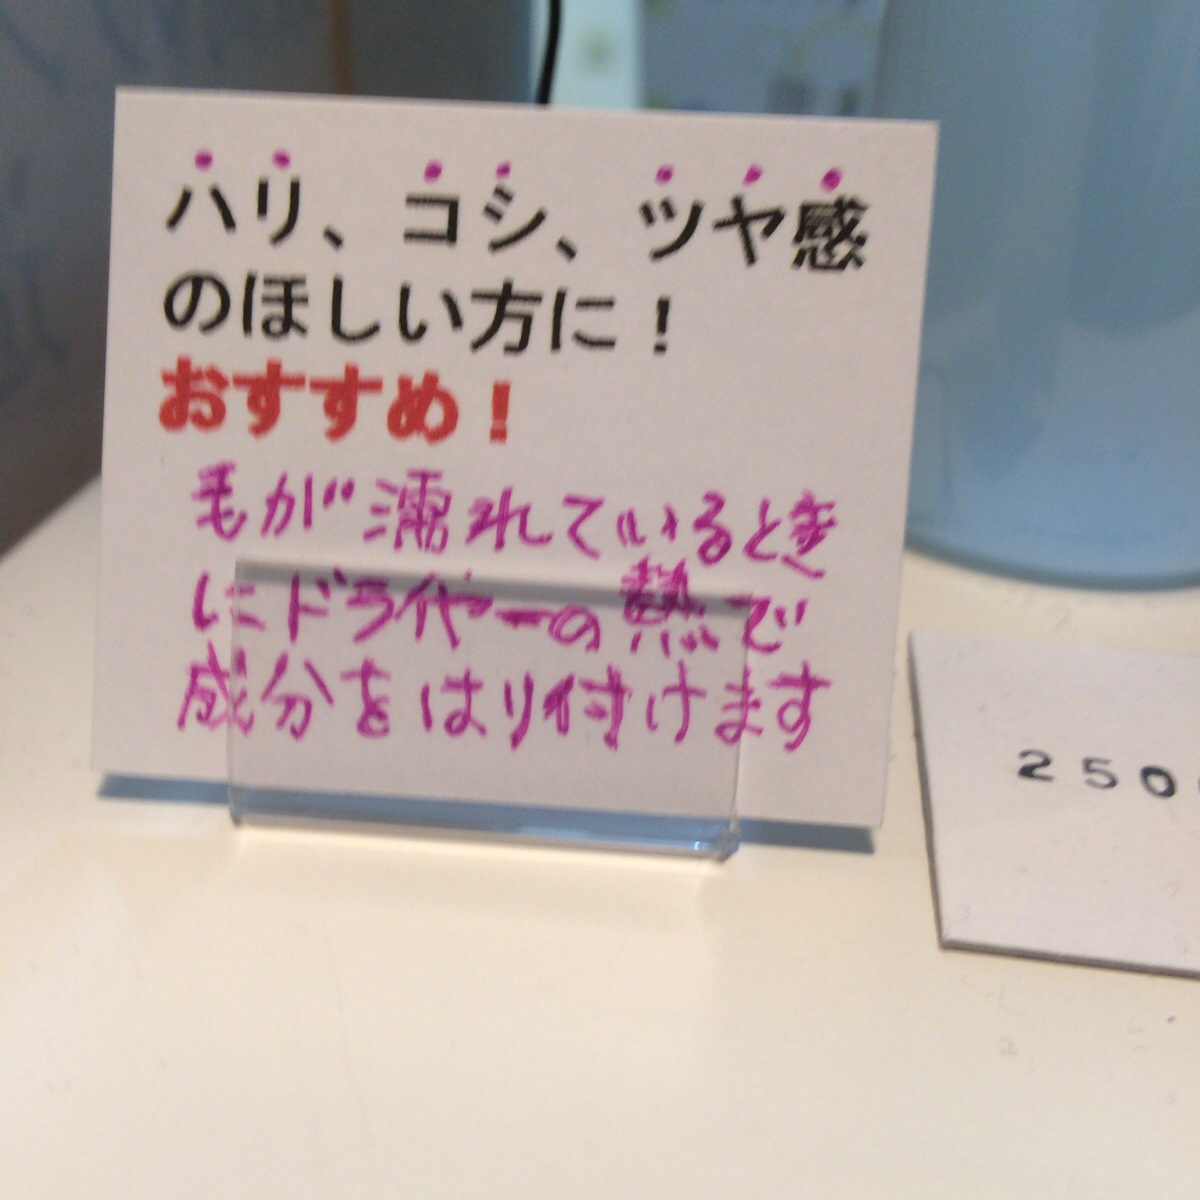 ハリ、コシ、ツヤ感
のほしい方に！
おすすめ！
毛が濡れているとき
にドライヤーの熱で
成分をはり付けます
250